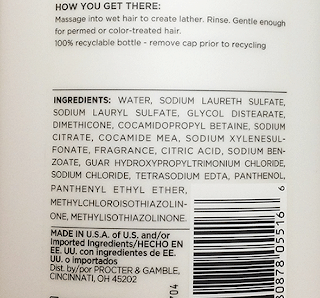 HOW YOU GET THERE:
Massage into wet hair to create lather. Rinse. Gentle enough
for permed or color-treated hair.
100% recyclable bottle - remove cap prior to recycling
INGREDIENTS: WATER, SODIUM LAURETH SULFATE,
SODIUM LAURYL SULFATE, GLYCOL DISTEARATE,
DIMETHICONE, COCAMIDOPROPYL BETAINE, SODIUM
CITRATE, COCAMIDE MEA, SODIUM XYLENESUL-
FONATE, FRAGRANCE, CITRIC ACID, SODIUM BEN-
ZOATE, GUAR HYDROXYPROPYLTRIMONIUM CHLORIDE,
SODIUM CHLORIDE, TETRASODIUM EDTA, PANTHENOL,
PANTHENYL ETHYL ETHER,
METHYLCHLOROISOTHIAZOLIN-
ONE, METHYLISOTHIAZOLINONE.
MADE IN U.S.A. of U.S. and/or
Imported Ingredients/HECHO EN
EE. UU. con ingredientes de EE.
UU. o importados
Dist. by/por PROCTER & GAMBLE,
CINCINNATI, OH 45202
6
80878 05516